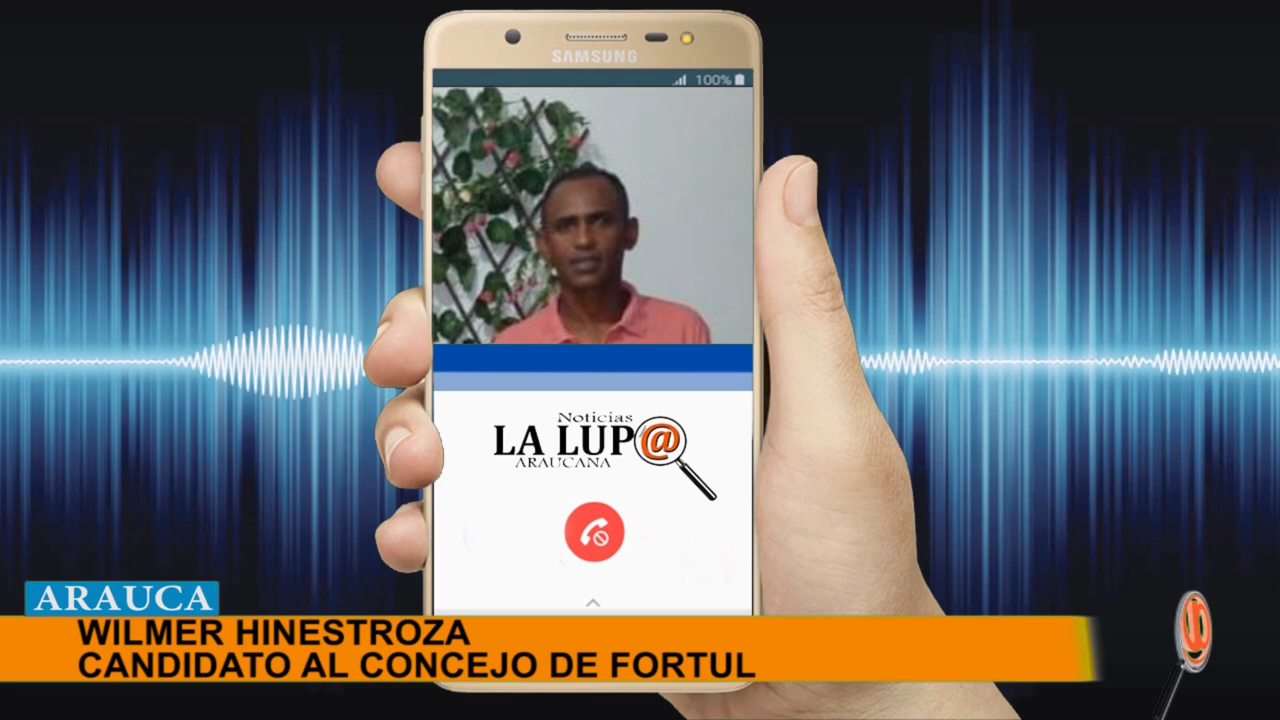 SAMSUNG
100%
Noticias
LA LUP@
ARAUCANA
ARAUCA
WILMER HINESTROZA
CANDIDATO AL CONCEJO DE FORTUL